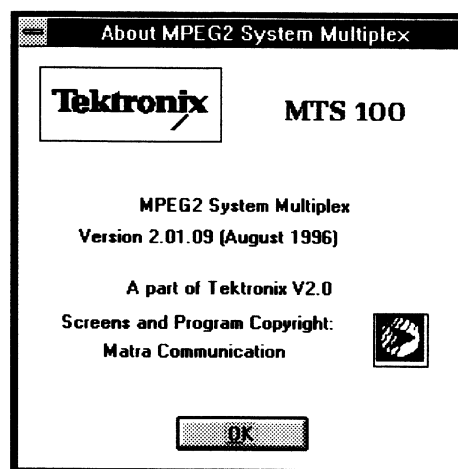 About MPEG2 System Multiplex
Tektronix
MTS 100
MPEG2 System Multiplex
Version 2.01.09 (August 1996)
A part of Tektronix V2.0
Screens and Program Copyright:
Matra Communication
OK